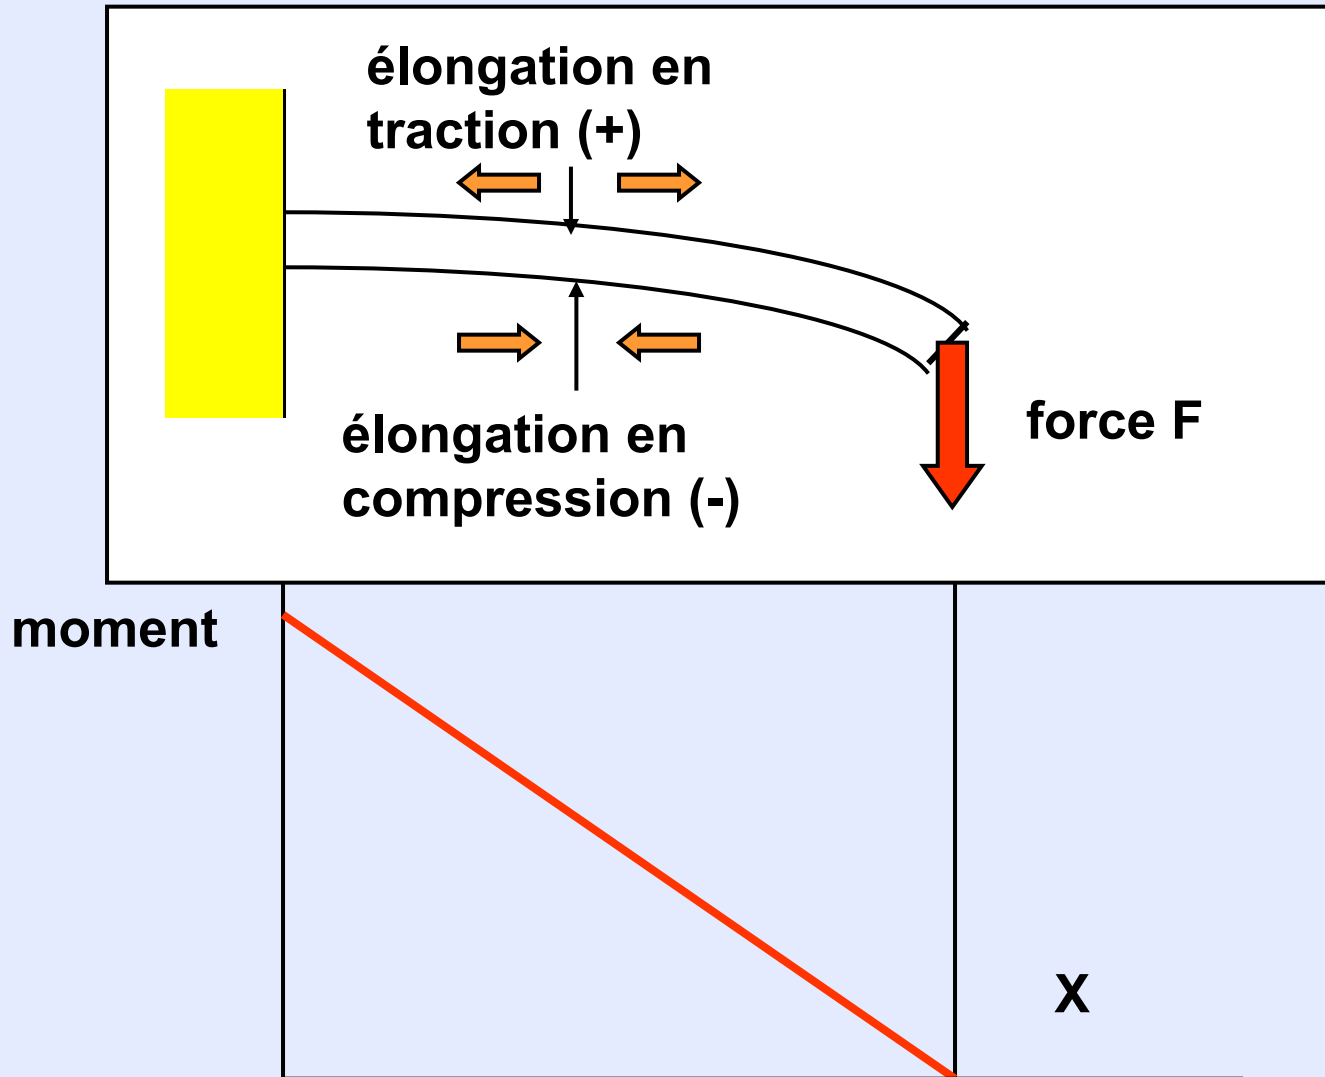 élongation en
traction (+)
élongation en
compression (-)
force F
moment
X